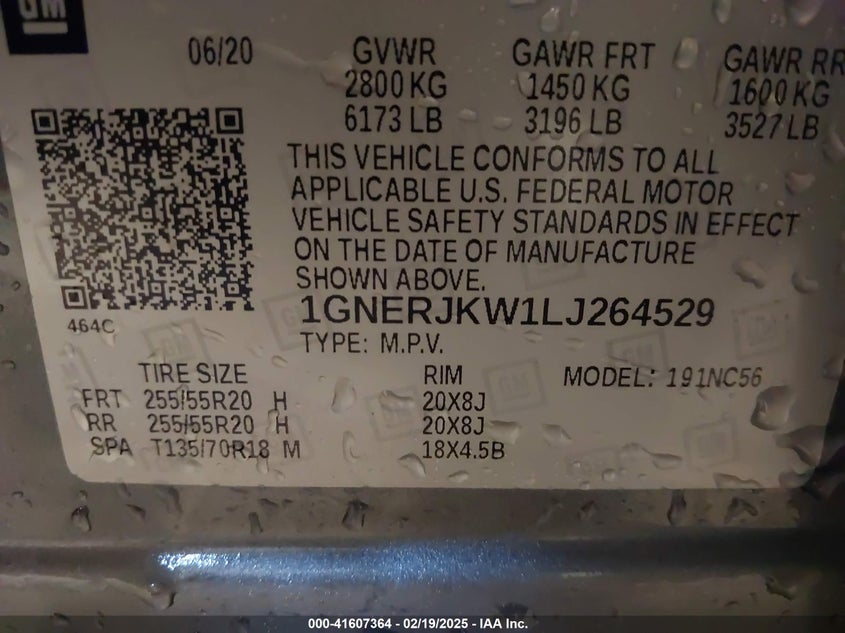 GM
06/20 GVWR GAWR FRT GAWR RR
2800 KG 1450 KG 1600 KG
6173 LB 3196 LB 3527 LB
THIS VEHICLE CONFORMS TO ALL
APPLICABLE U.S. FEDERAL MOTOR
VEHICLE SAFETY STANDARDS IN EFFECT
ON THE DATE OF MANUFACTURE
SHOWN ABOVE.
1GNERJKW1LJ264529
464C
TYPE: M.P.V.
TIRE SIZE RIM MODEL: 191NC56
FRT 255/55R20 H 20X8J
RR 255/55R20 H 20X8J
SPA T135/70R18 M 18X4.5B
000-41607364 - 02/19/2025 - IAA Inc.